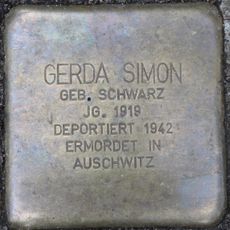 GERDA SIMON
GEB. SCHWARZ
JG. 1919
DEPORTIERT 1942
ERMORDET IN
AUSCHWITZ